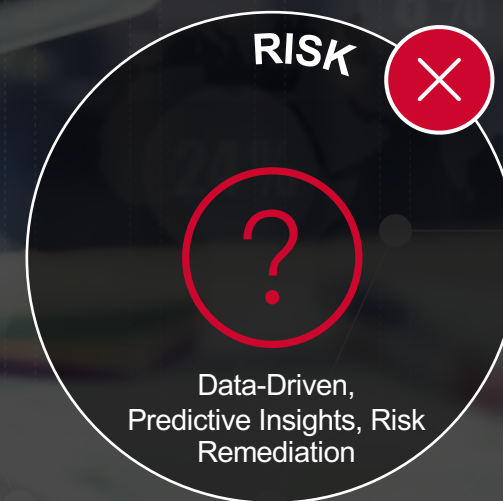 RISK
?
Data-Driven,
Predictive Insights, Risk
Remediation